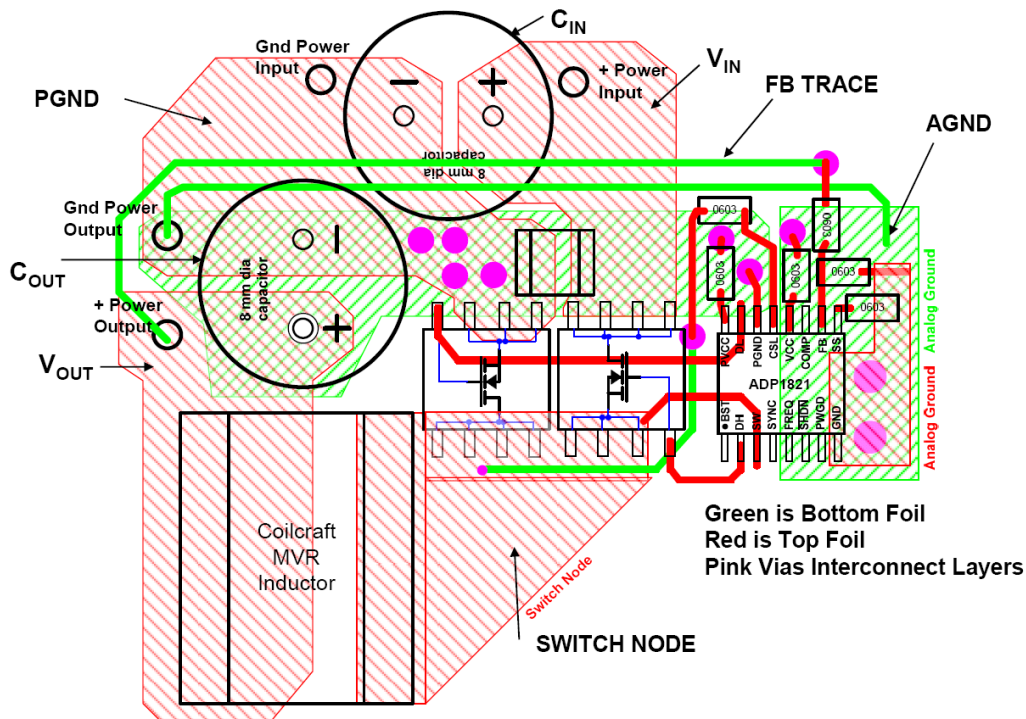 C_IN
Gnd Power
Input
+ Power
Input
V_IN
PGND
FB TRACE
AGND
8 mm dia
capacitor
Gnd Power
Output
C_OUT
8 mm dia
capacitor
+ Power
Output
V_OUT
0603
0603
0603
0603
0603
0603
PVCC
DL
PGND
CSL
VCC
COMP
FB
SS
ADP1821
BST
DH
SW
SYNC
FREQ
SHDN
PWGD
GND
Analog Ground
Analog Ground
Coilcraft
MVR
Inductor
Switch Node
SWITCH NODE
Green is Bottom Foil
Red is Top Foil
Pink Vias Interconnect Layers